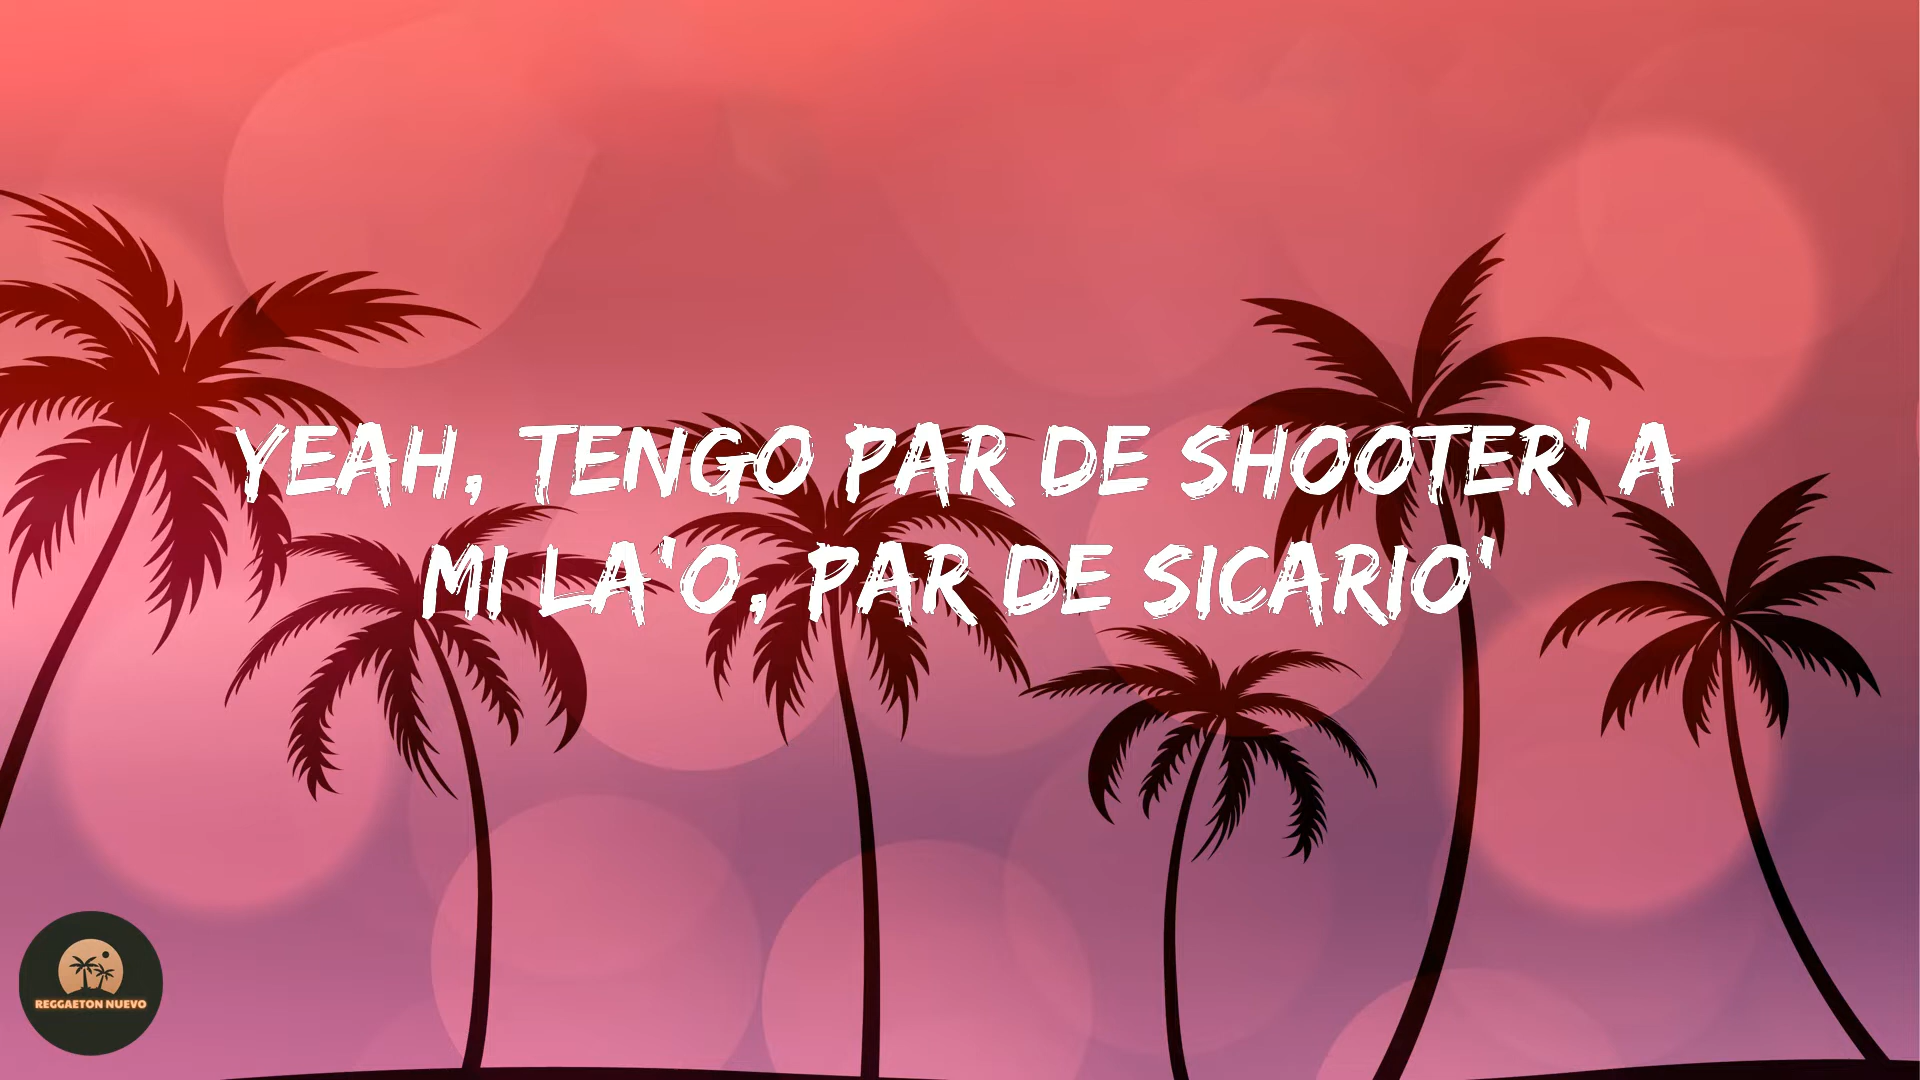 YEAH, TENGO PAR DE SHOOTER' A
MI LA'O, PAR DE SICARIO'
REGGAETON NUEVO